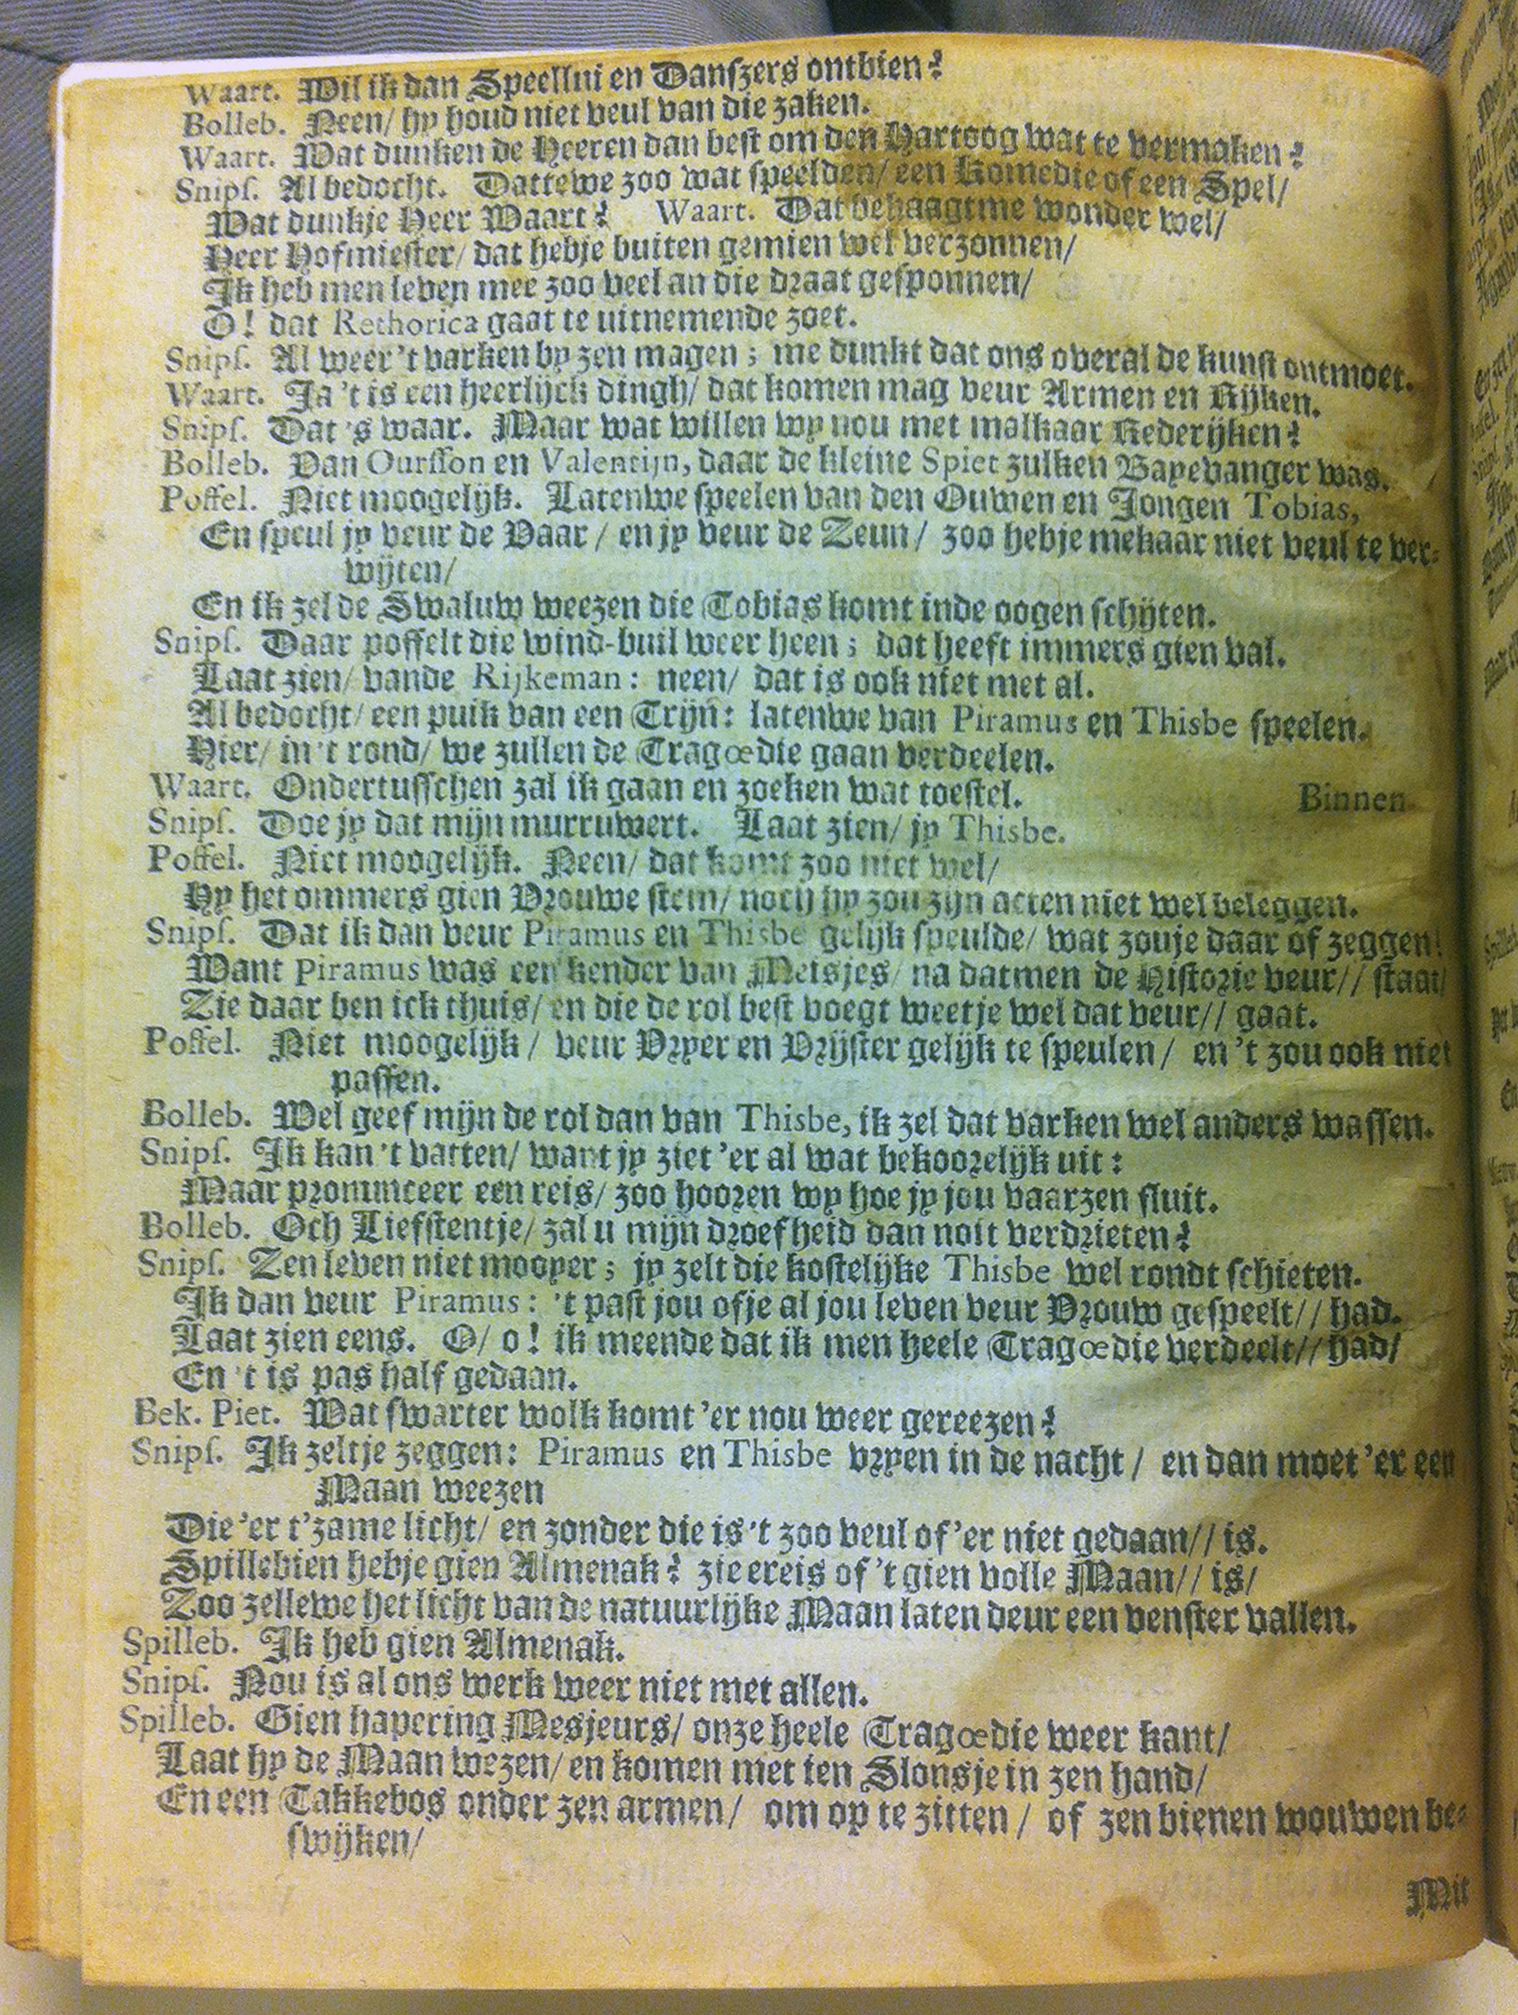 Waart. Wil ik dan Speellui en Danszers ontbien?
Bolleb. Neen/ hy houd niet veul van die zaken.
Waart. Wat dunken de Heeren dan best om den Hartoog wat te vermaken?
Snipſ. Al bedocht. Dattewe zoo wat speelden/ een Komedie of een Spel/
Wat dunkje Heer Waart? Waart. Dat behaagtme wonder wel/
Heer Hofmiester/ dat hebje buiten gemien wel verzonnen/
Ik heb men leven mee zoo veel an die draat gesponnen/
O! dat Rethorica gaat te uitnemende zoet.
Snipſ. Al weer 't varken by zen magen; me dunkt dat ons overal de kunst ontmoet.
Waart. Ja 't is een heerlijck dingh/ dat komen mag veur Armen en Rijken.
Snipſ. Dat 's waar. Maar wat willen wy nou met malkaar Rederijken?
Bolleb. Van Ourſſon en Valentijn, daar de kleine Spiet zulken Bayevanger was.
Poffel. Niet moogelijk. Latenwe speelen van den Ouwen en Jongen Tobias,
En speul jy veur de Vaar/ en jy veur de Zeun/ zoo hebje mekaar niet veul te ver-
wijten/
En ik zel de Swaluw weezen die Tobias komt inde oogen schijten.
Snipſ. Daar poffelt die wind-buil weer heen; dat heeft immers gien val.
Laat zien/ vande Rijkeman: neen/ dat is ook niet met al.
Al bedocht/ een puik van een Trijn: latenwe van Piramus en Thisbe speelen.
Hier/ in 't rond/ we zullen de Tragœdie gaan verdeelen.
Waart. Ondertusschen zal ik gaan en zoeken wat toestel. Binnen
Snipſ. Doe jy dat mijn murruwert. Laat zien/ jy Thisbe.
Poffel. Niet moogelijk. Neen/ dat komt zoo niet wel/
Hy het ommers gien Vrouwe stem/ noch hy zou zijn acten niet wel beleggen.
Snipſ. Dat ik dan veur Piramus en Thisbe gelijk speulde/ wat zouje daar of zeggen!
Want Piramus was een kender van Meisjes/ na datmen de Historie veur// staat/
Zie daar ben ick thuis/ en die de rol best voegt weetje wel dat veur// gaat.
Poffel. Niet moogelijk/ veur Vryer en Vrijster gelijk te speulen/ en 't zou ook niet
passen.
Bolleb. Wel geef mijn de rol dan van Thisbe, ik zel dat varken wel anders wassen.
Snipſ. Ik kan 't vatten/ want jy ziet 'er al wat bekoorelijk uit:
Maar pronunceer een reis/ zoo hooren wy hoe jy jou vaarzen fluit.
Bolleb. Och Liefstentje/ zal u mijn droefheid dan noit verdrieten?
Snipſ. Zen leven niet mooyer; jy zelt die kostelijke Thisbe wel rondt schieten.
Ik dan veur Piramus: 't past jou ofje al jou leven veur Vrouw gespeelt// had.
Laat zien eens. O/ o! ik meende dat ik men heele Tragœdie verdeelt// had/
En 't is pas half gedaan.
Bek. Piet. Wat swarter wolk komt 'er nou weer gereezen?
Snipſ. Ik zeltje zeggen: Piramus en Thisbe vryen in de nacht/ en dan moet 'er een
Maan weezen
Die 'er t'zame licht/ en zonder die is 't zoo veul of 'er niet gedaan// is.
Spillebien hebje gien Almenak? zie ereis of 't gien volle Maan// is/
Zoo zellewe het licht van de natuurlijke Maan laten deur een venster vallen.
Spilleb. Ik heb gien Almenak.
Snipſ. Nou is al ons werk weer niet met allen.
Spilleb. Gien hapering Mesjeurs/ onze heele Tragœdie weer kant/
Laat hy de Maan wezen/ en komen met ien Slonsje in zen hand/
En een Takkebos onder zen armen/ om op te zitten/ of zen bienen wouwen be-
swijken/
Mit